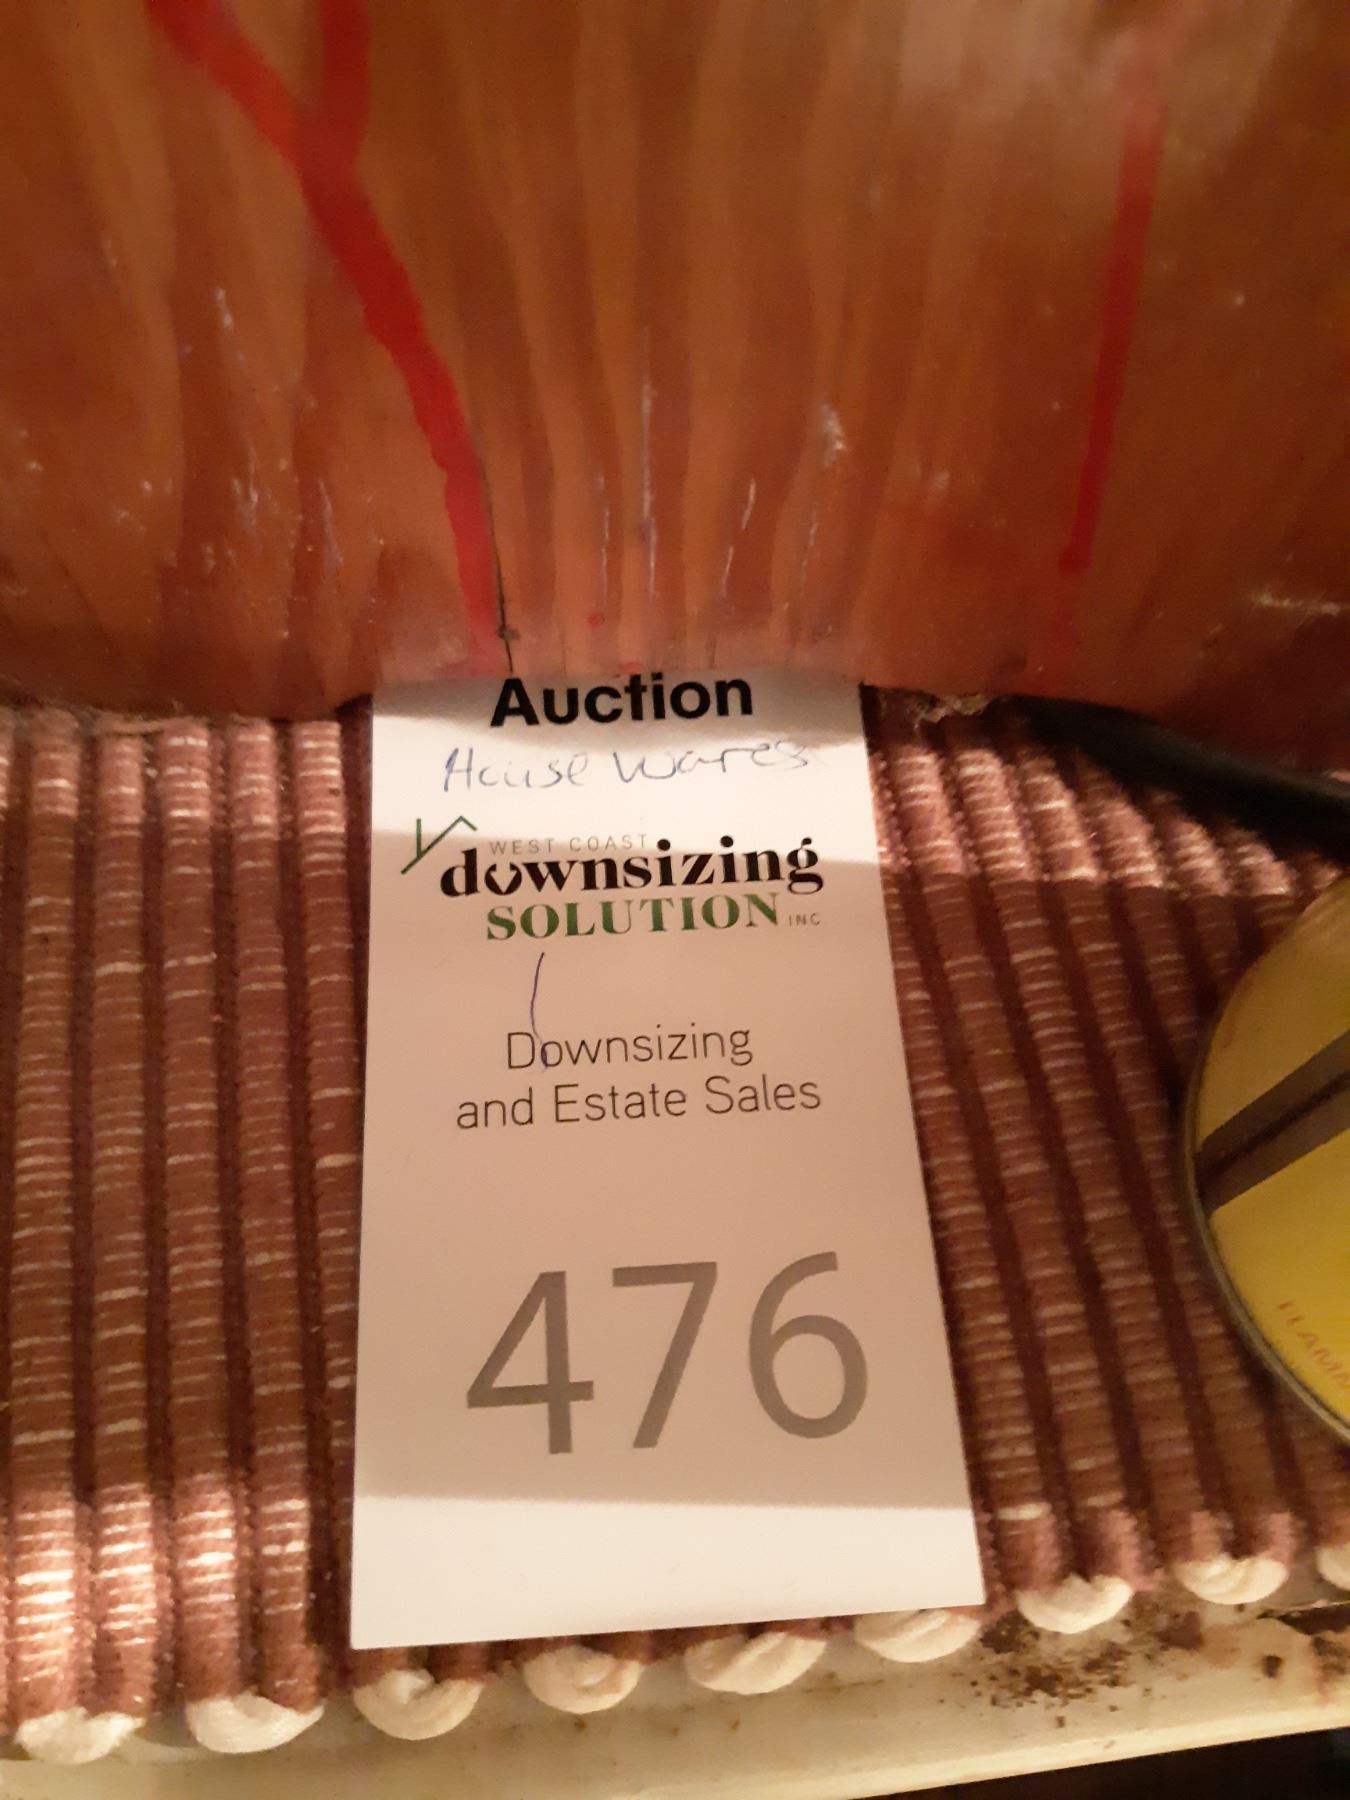 Auction
House Wares
WEST COAST
downsizing
SOLUTION INC
Downsizing
and Estate Sales
476